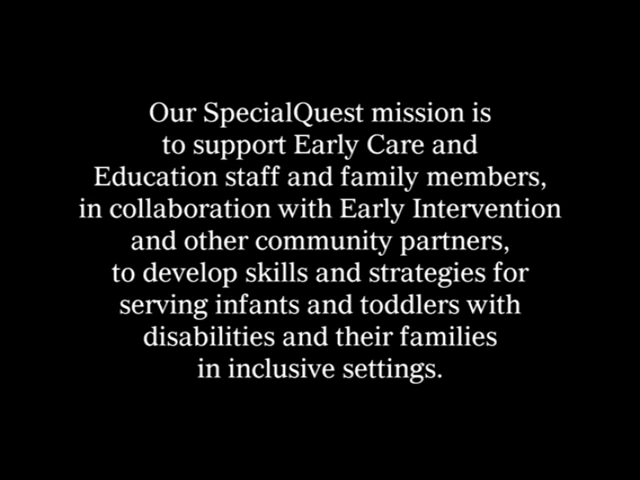 Our SpecialQuest mission is
to support Early Care and
Education staff and family members,
in collaboration with Early Intervention
and other community partners,
to develop skills and strategies for
serving infants and toddlers with
disabilities and their families
in inclusive settings.